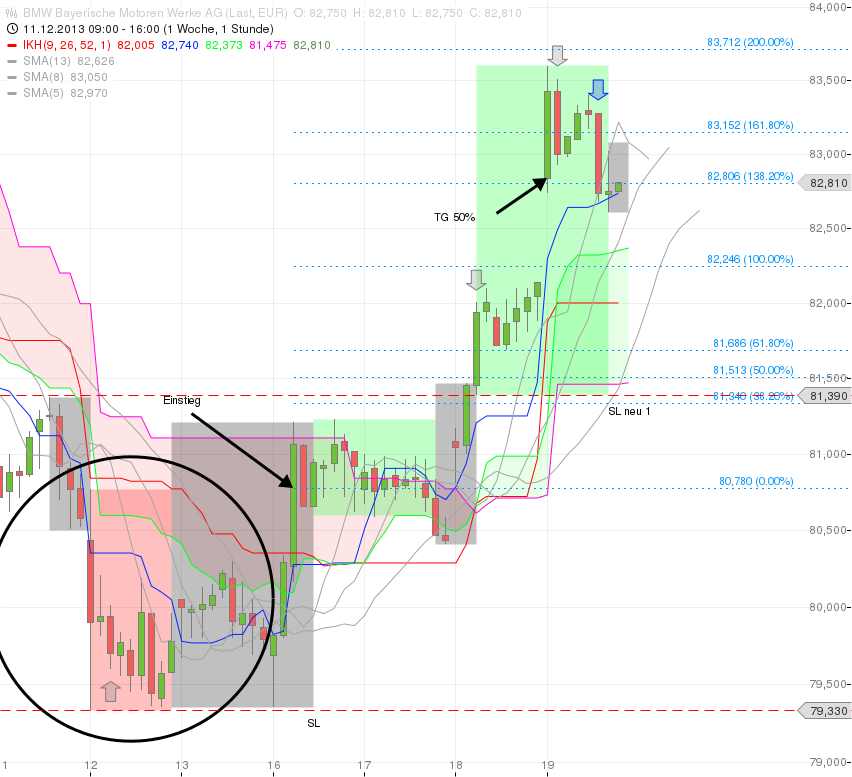 BMW Bayerische Motoren Werke AG (Last, EUR) O: 82,750 H: 82,810 L: 82,750 C: 82,810
11.12.2013 09:00 - 16:00 (1 Woche, 1 Stunde)
IKH(9, 26, 52, 1) 82,005 82,740 82,373 81,475 82,810
SMA(13) 82,626
SMA(8) 83,050
SMA(5) 82,970
84,000
83,712 (200.00%)
83,500
83,152 (161.80%)
83,000
82,806 (138.20%)
82,810
TG 50%
82,500
82,246 (100.00%)
82,000
81,686 (61.80%)
81,513 (50.00%)
81,500
81,340 (38.20%)
81,390
Einstieg
SL neu 1
81,000
80,780 (0.00%)
80,500
80,000
79,500
79,330
SL
79,000
1 12 13 16 17 18 19